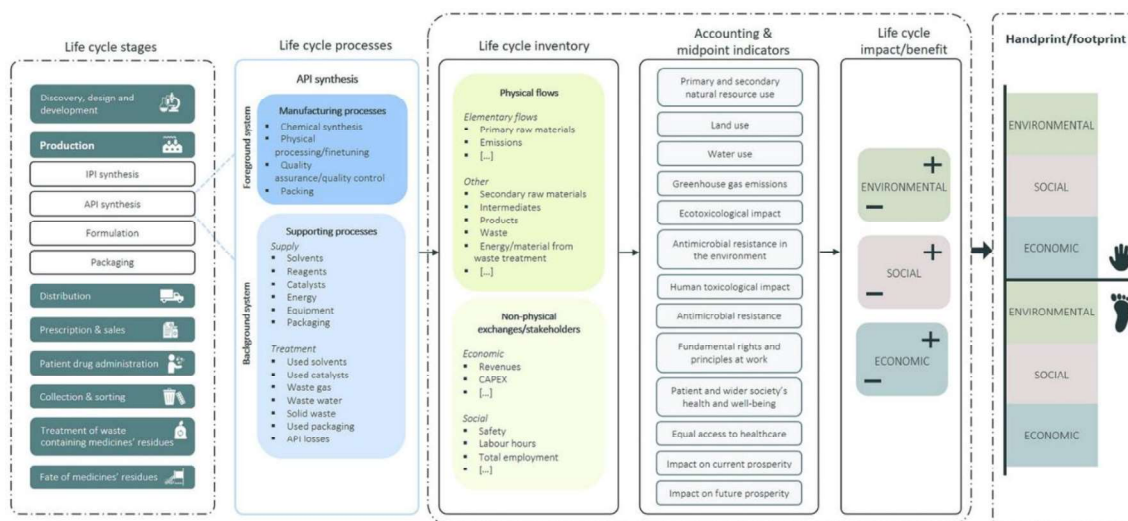 Life cycle stages
Discovery, design and
development
Production
IPI synthesis
API synthesis
Formulation
Packaging
Distribution
Prescription & sales
Patient drug administration
Collection & sorting
Treatment of waste
containing medicines' residues
Fate of medicines' residues
Life cycle processes
API synthesis
Foreground system
Manufacturing processes
Chemical synthesis
Physical
processing/finetuning
Quality
assurance/quality control
Packing
Background system
Supporting processes
Supply
Solvents
Reagents
Catalysts
Energy
Equipment
Packaging
Treatment
Used solvents
Used catalysts
Waste gas
Waste water
Solid waste
Used packaging
API losses
Life cycle inventory
Physical flows
Elementary flows
Primary raw materials
Emissions
[...]
Other
Secondary raw materials
Intermediates
Products
Waste
Energy/material from
waste treatment
[...]
Non-physical
exchanges/stakeholders
Economic
Revenues
CAPEX
[...]
Social
Safety
Labour hours
Total employment
[...]
Accounting &
midpoint indicators
Primary and secondary
natural resource use
Land use
Water use
Greenhouse gas emissions
Ecotoxicological impact
Antimicrobial resistance in
the environment
Human toxicological impact
Antimicrobial resistance
Fundamental rights and
principles at work
Patient and wider society's
health and well-being
Equal access to healthcare
Impact on current prosperity
Impact on future prosperity
Life cycle
impact/benefit
+
ENVIRONMENTAL
−
+
SOCIAL
−
+
ECONOMIC
−
Handprint/footprint
ENVIRONMENTAL
SOCIAL
ECONOMIC
ENVIRONMENTAL
SOCIAL
ECONOMIC